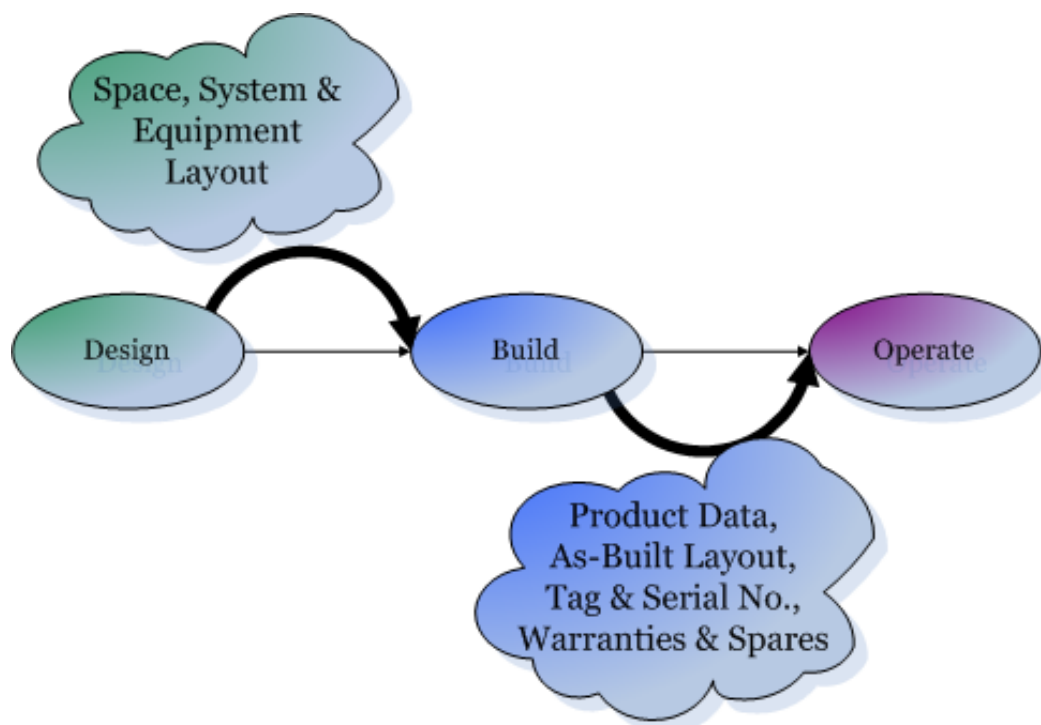 Space, System &
Equipment
Layout
Design
Build
Operate
Product Data,
As-Built Layout,
Tag & Serial No.,
Warranties & Spares